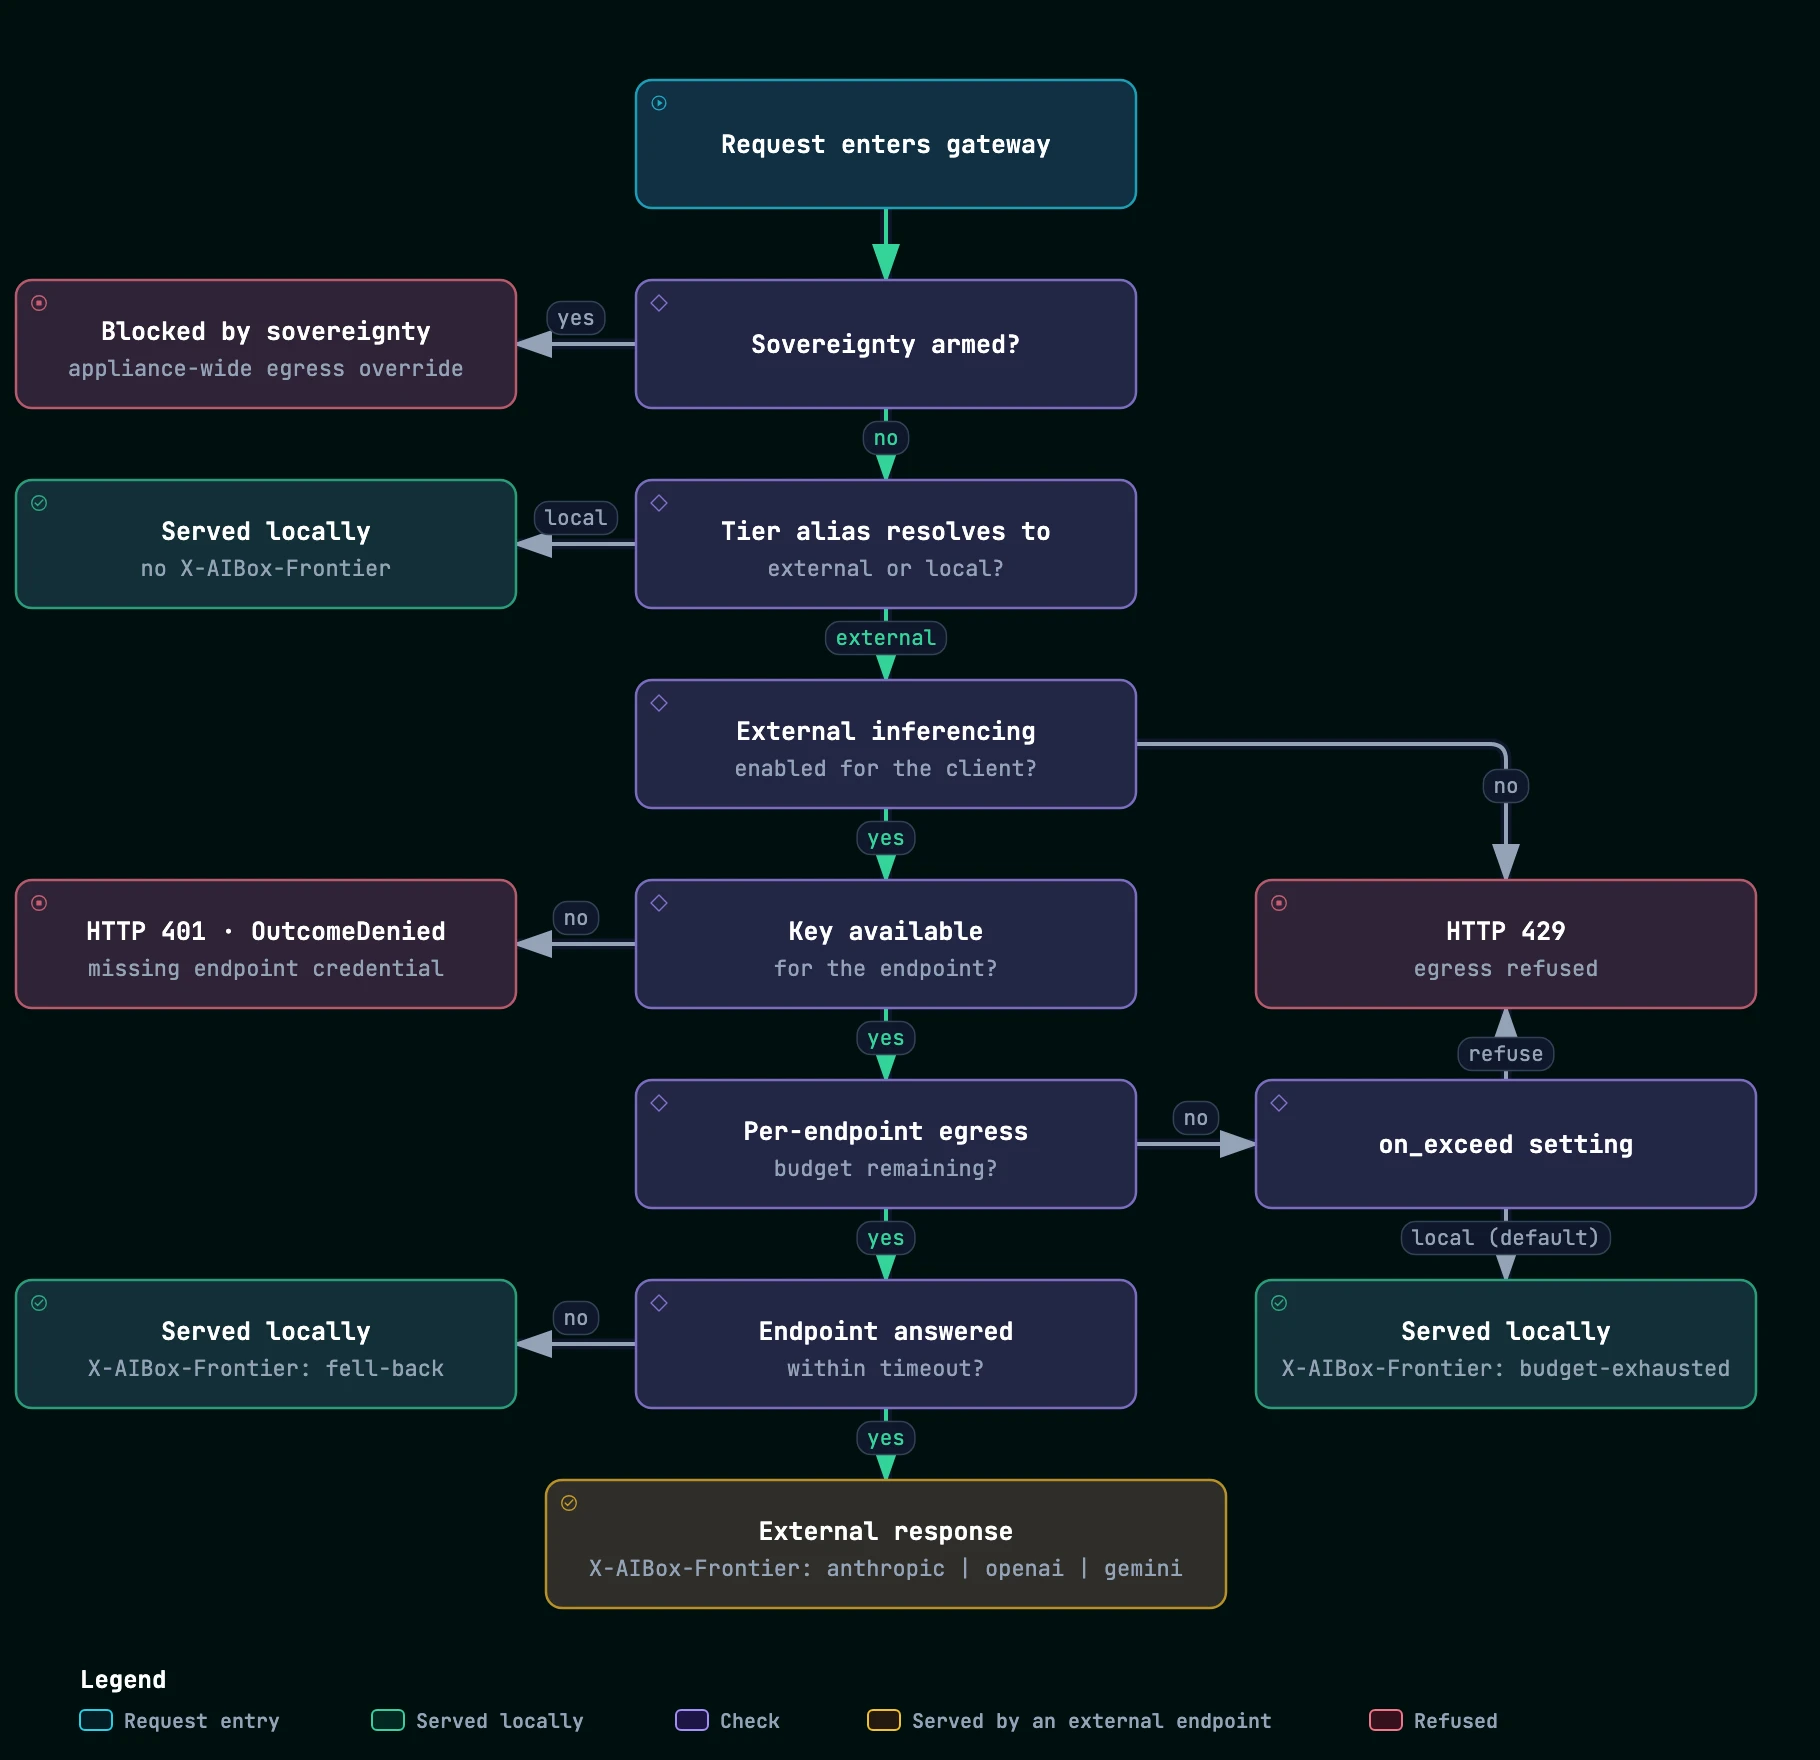 Request enters gateway
Blocked by sovereignty
appliance-wide egress override
yes
Sovereignty armed?
no
Served locally
no X-AIBox-Frontier
local
Tier alias resolves to
external or local?
external
External inferencing
enabled for the client?
no
yes
HTTP 401 · OutcomeDenied
missing endpoint credential
no
Key available
for the endpoint?
HTTP 429
egress refused
yes
refuse
Per-endpoint egress
budget remaining?
no
on_exceed setting
yes
local (default)
Served locally
X-AIBox-Frontier: fell-back
no
Endpoint answered
within timeout?
Served locally
X-AIBox-Frontier: budget-exhausted
yes
External response
X-AIBox-Frontier: anthropic | openai | gemini
Legend
Request entry
Served locally
Check
Served by an external endpoint
Refused